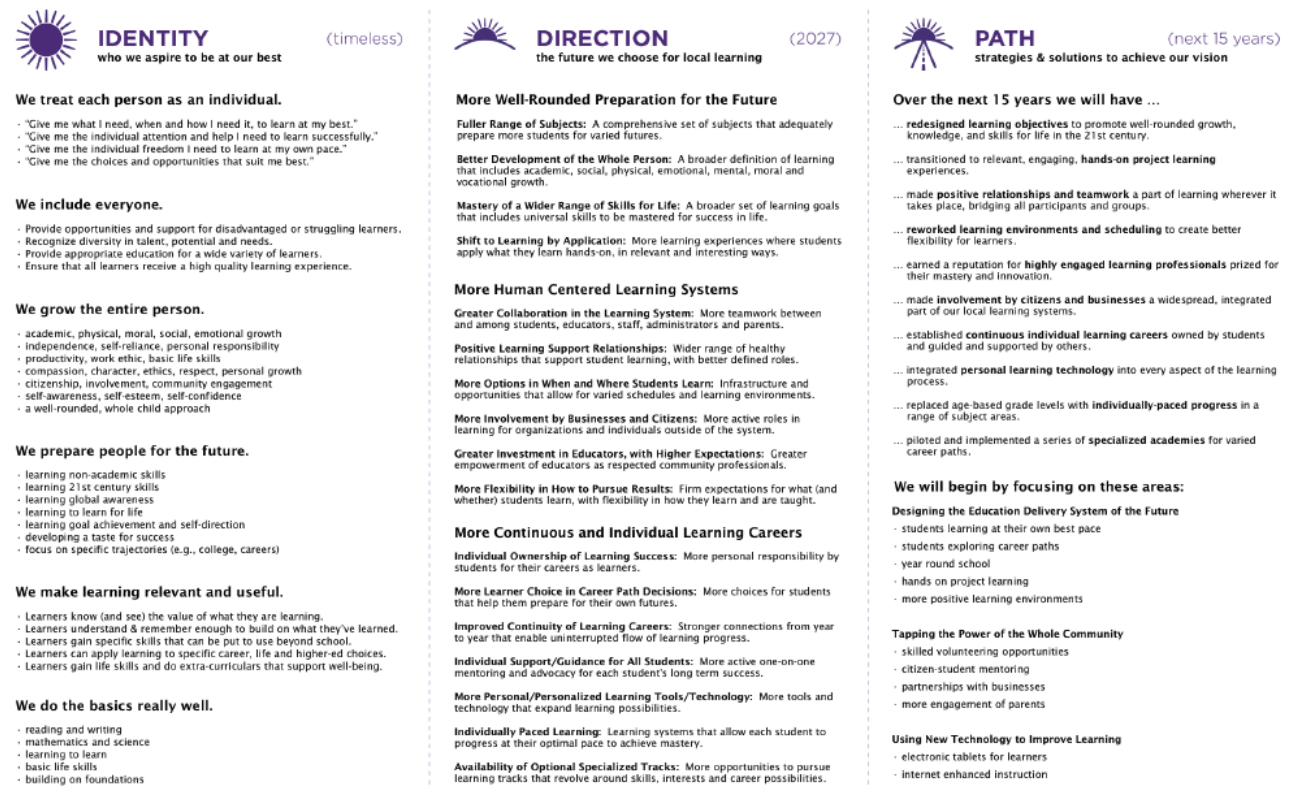 IDENTITY (timeless)
who we aspire to be at our best
We treat each person as an individual.
· “Give me what I need, when and how I need it, to learn at my best.”
· “Give me the individual attention and help I need to learn successfully.”
· “Give me the individual freedom I need to learn at my own pace.”
· “Give me the choices and opportunities that suit me best.”
We include everyone.
· Provide opportunities and support for disadvantaged or struggling learners.
· Recognize diversity in talent, potential and needs.
· Provide appropriate education for a wide variety of learners.
· Ensure that all learners receive a high quality learning experience.
We grow the entire person.
· academic, physical, moral, social, emotional growth
· independence, self-reliance, personal responsibility
· productivity, work ethic, basic life skills
· compassion, character, ethics, respect, personal growth
· citizenship, involvement, community engagement
· self-awareness, self-esteem, self-confidence
· a well-rounded, whole child approach
We prepare people for the future.
· learning non-academic skills
· learning 21st century skills
· learning global awareness
· learning to learn for life
· learning goal achievement and self-direction
· developing a taste for success
· focus on specific trajectories (e.g., college, careers)
We make learning relevant and useful.
· Learners know (and see) the value of what they are learning.
· Learners understand & remember enough to build on what they’ve learned.
· Learners gain specific skills that can be put to use beyond school.
· Learners can apply learning to specific career, life and higher-ed choices.
· Learners gain life skills and do extra-curriculars that support well-being.
We do the basics really well.
· reading and writing
· mathematics and science
· learning to learn
· basic life skills
· building on foundations
DIRECTION (2027)
the future we choose for local learning
More Well-Rounded Preparation for the Future
Fuller Range of Subjects: A comprehensive set of subjects that adequately
prepare more students for varied futures.
Better Development of the Whole Person: A broader definition of learning
that includes academic, social, physical, emotional, mental, moral and
vocational growth.
Mastery of a Wider Range of Skills for Life: A broader set of learning goals
that includes universal skills to be mastered for success in life.
Shift to Learning by Application: More learning experiences where students
apply what they learn hands-on, in relevant and interesting ways.
More Human Centered Learning Systems
Greater Collaboration in the Learning System: More teamwork between
and among students, educators, staff, administrators and parents.
Positive Learning Support Relationships: Wider range of healthy
relationships that support student learning, with better defined roles.
More Options in When and Where Students Learn: Infrastructure and
opportunities that allow for varied schedules and learning environments.
More Involvement by Businesses and Citizens: More active roles in
learning for organizations and individuals outside of the system.
Greater Investment in Educators, with Higher Expectations: Greater
empowerment of educators as respected community professionals.
More Flexibility in How to Pursue Results: Firm expectations for what (and
whether) students learn, with flexibility in how they learn and are taught.
More Continuous and Individual Learning Careers
Individual Ownership of Learning Success: More personal responsibility by
students for their careers as learners.
More Learner Choice in Career Path Decisions: More choices for students
that help them prepare for their own futures.
Improved Continuity of Learning Careers: Stronger connections from year
to year that enable uninterrupted flow of learning progress.
Individual Support/Guidance for All Students: More active one-on-one
mentoring and advocacy for each student’s long term success.
More Personal/Personalized Learning Tools/Technology: More tools and
technology that expand learning possibilities.
Individually Paced Learning: Learning systems that allow each student to
progress at their optimal pace to achieve mastery.
Availability of Optional Specialized Tracks: More opportunities to pursue
learning tracks that revolve around skills, interests and career possibilities.
PATH (next 15 years)
strategies & solutions to achieve our vision
Over the next 15 years we will have ...
... redesigned learning objectives to promote well-rounded growth,
knowledge, and skills for life in the 21st century.
... transitioned to relevant, engaging, hands-on project learning
experiences.
... made positive relationships and teamwork a part of learning wherever it
takes place, bridging all participants and groups.
... reworked learning environments and scheduling to create better
flexibility for learners.
... earned a reputation for highly engaged learning professionals prized for
their mastery and innovation.
... made involvement by citizens and businesses a widespread, integrated
part of our local learning systems.
... established continuous individual learning careers owned by students
and guided and supported by others.
... integrated personal learning technology into every aspect of the learning
process.
... replaced age-based grade levels with individually-paced progress in a
range of subject areas.
... piloted and implemented a series of specialized academies for varied
career paths.
We will begin by focusing on these areas:
Designing the Education Delivery System of the Future
· students learning at their own best pace
· students exploring career paths
· year round school
· hands on project learning
· more positive learning environments
Tapping the Power of the Whole Community
· skilled volunteering opportunities
· citizen-student mentoring
· partnerships with businesses
· more engagement of parents
Using New Technology to Improve Learning
· electronic tablets for learners
· internet enhanced instruction